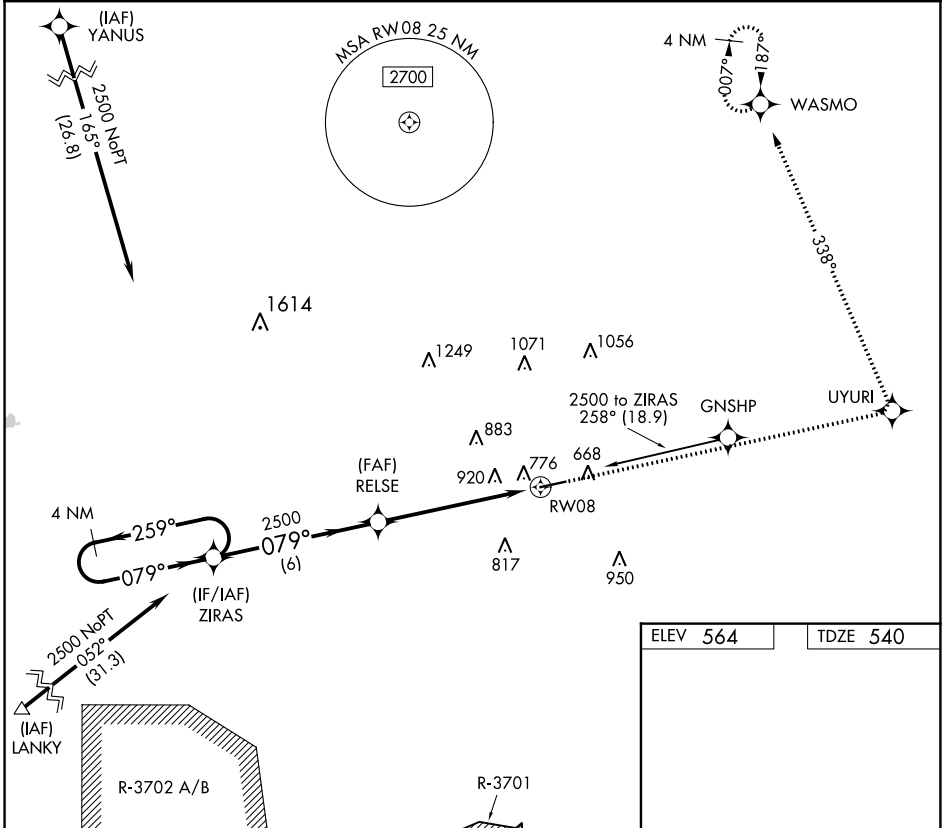 (IAF)
YANUS
2500 NoPT
165°
(26.8)
MSA RW08 25 NM
2700
4 NM
007°
187°
WASMO
338°
1614
1249
1071
1056
2500 to ZIRAS
258° (18.9)
GNSHP
UYURI
883
920
776
668
(FAF)
RELSE
RW08
4 NM
259°
2500
079°
(6)
079°
817
950
(IF/IAF)
ZIRAS
2500 NoPT
052°
(31.3)
(IAF)
LANKY
ELEV 564
TDZE 540
R-3702 A/B
R-3701